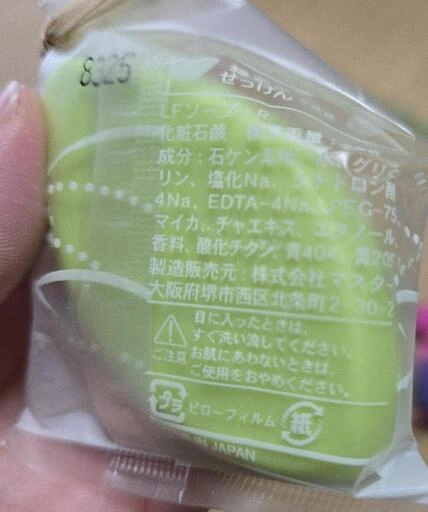 8325
せっけん
LFソープ R
化粧石鹸
成分：石ケン素地、水、グリセ
リン、塩化Na、エチドロン酸
4Na、EDTA-4Na、PEG-75、
マイカ、チャエキス、エタノール、
香料、酸化チタン、青404、黄205
製造販売元：株式会社マスター
大阪府堺市西区北条町2-30-2
ご注意
目に入ったときは、
すぐ洗い流してください。
お肌にあわないときは、
ご使用をおやめください。
プラ
ピローフィルム
紙
IN JAPAN